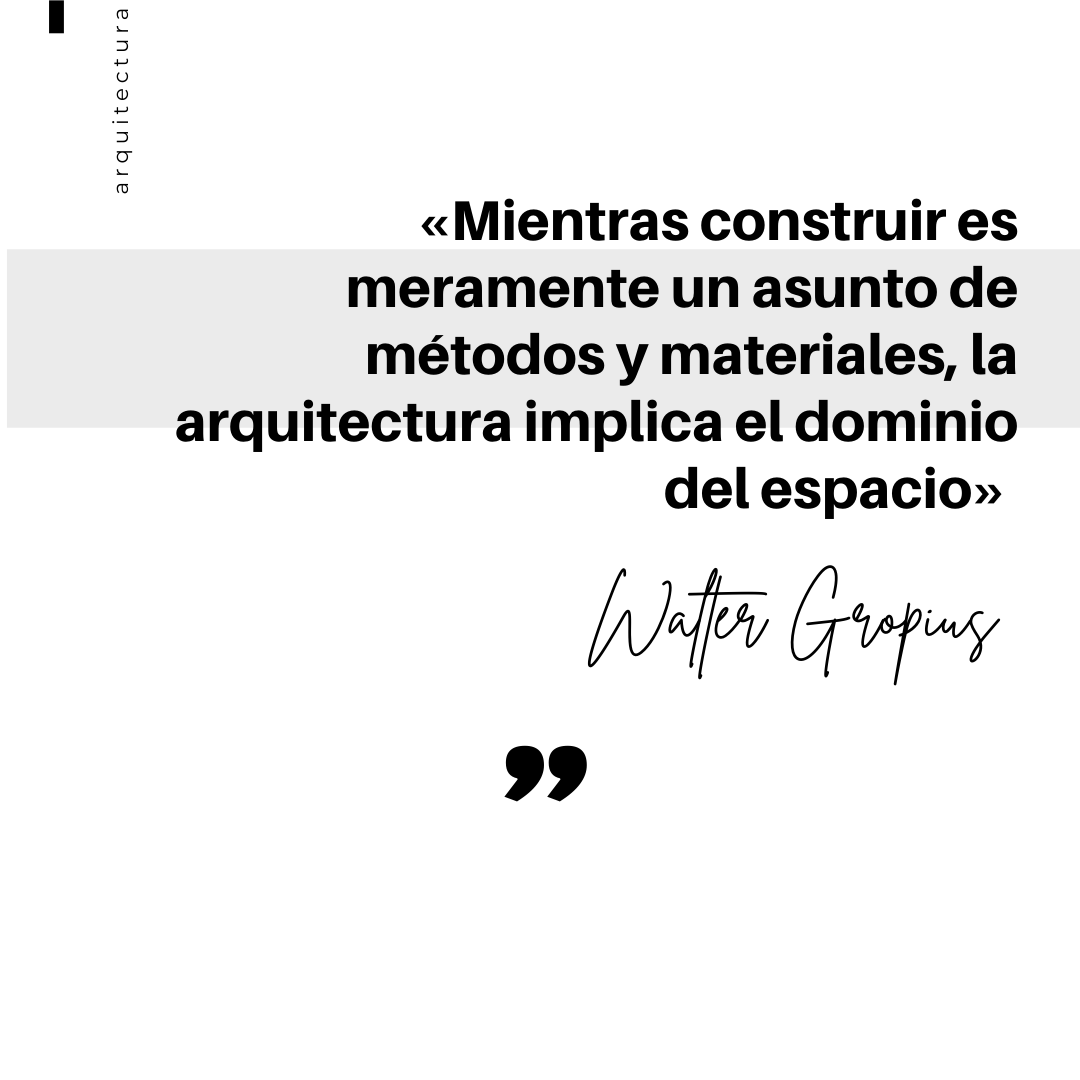 arquitectura
«Mientras construir es
meramente un asunto de
métodos y materiales, la
arquitectura implica el dominio
del espacio»
Walter Gropius
”